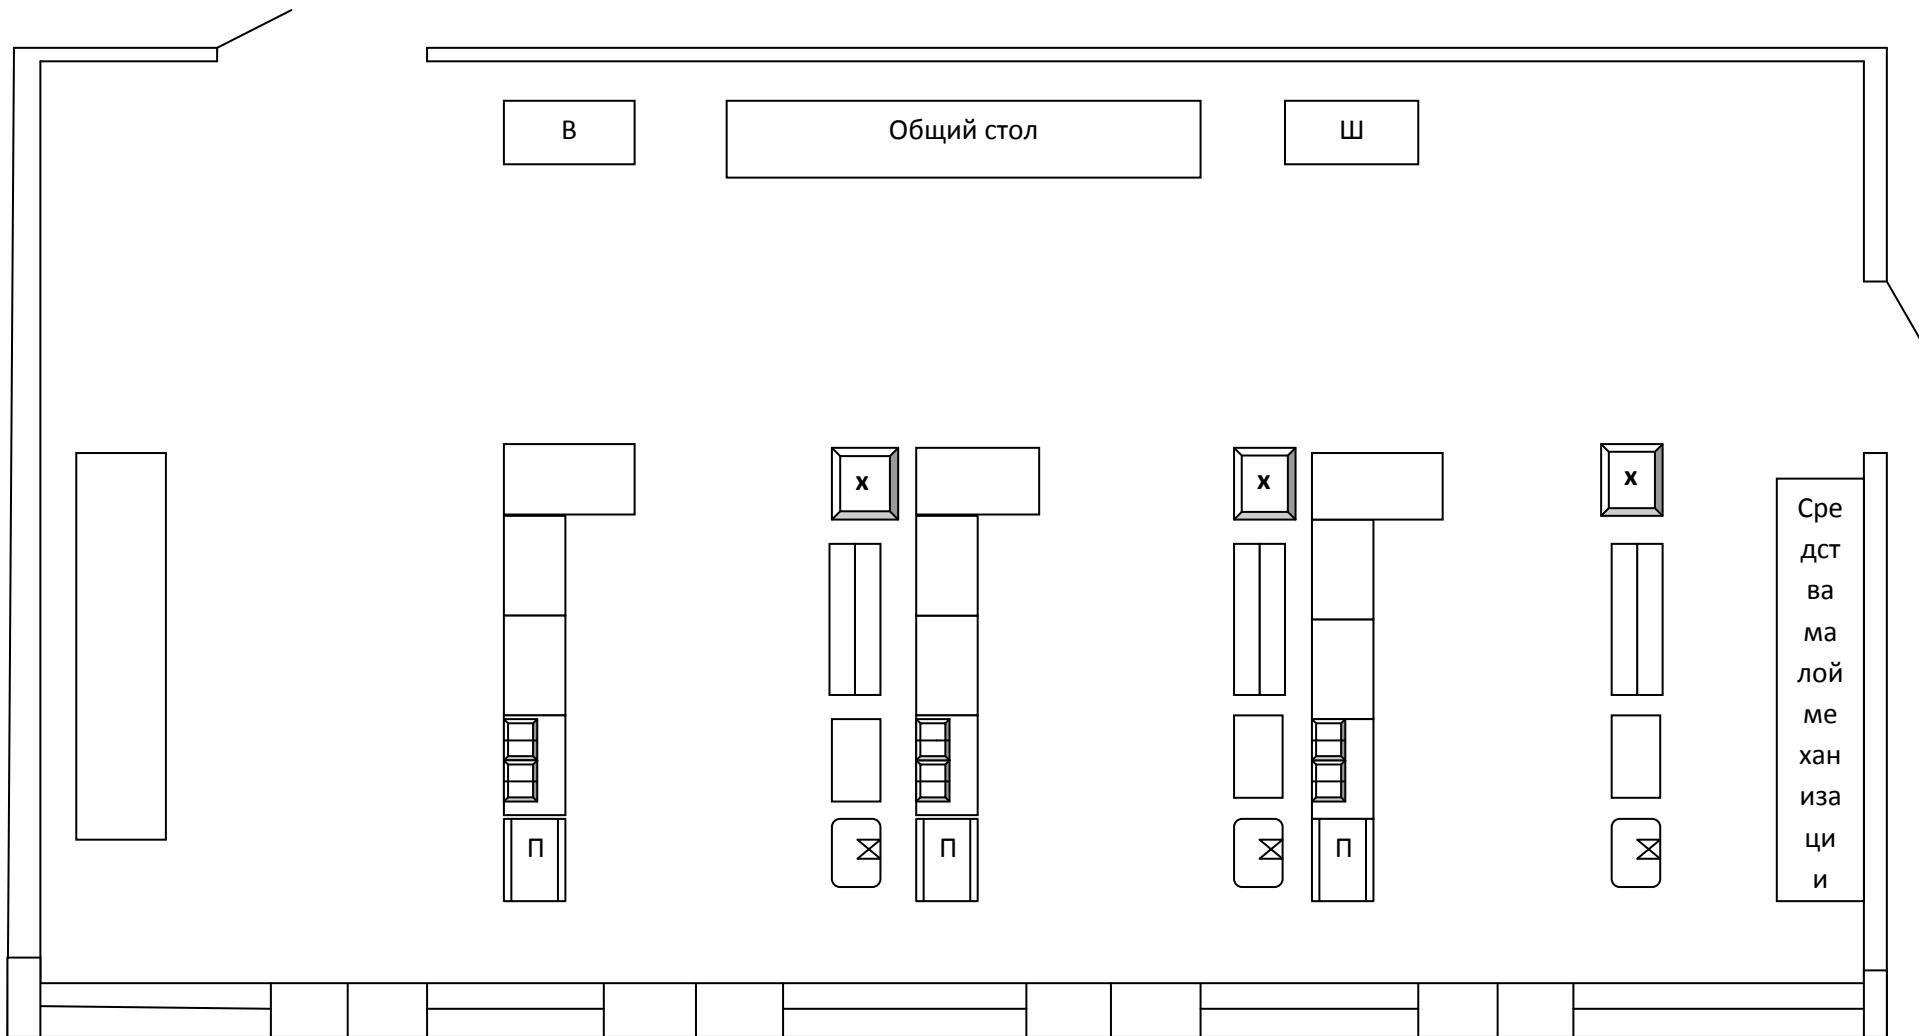 В
Общий стол
Ш
х
х
х
Сре
дст
ва
ма
лой
ме
хан
иза
ци
и
П
П
П